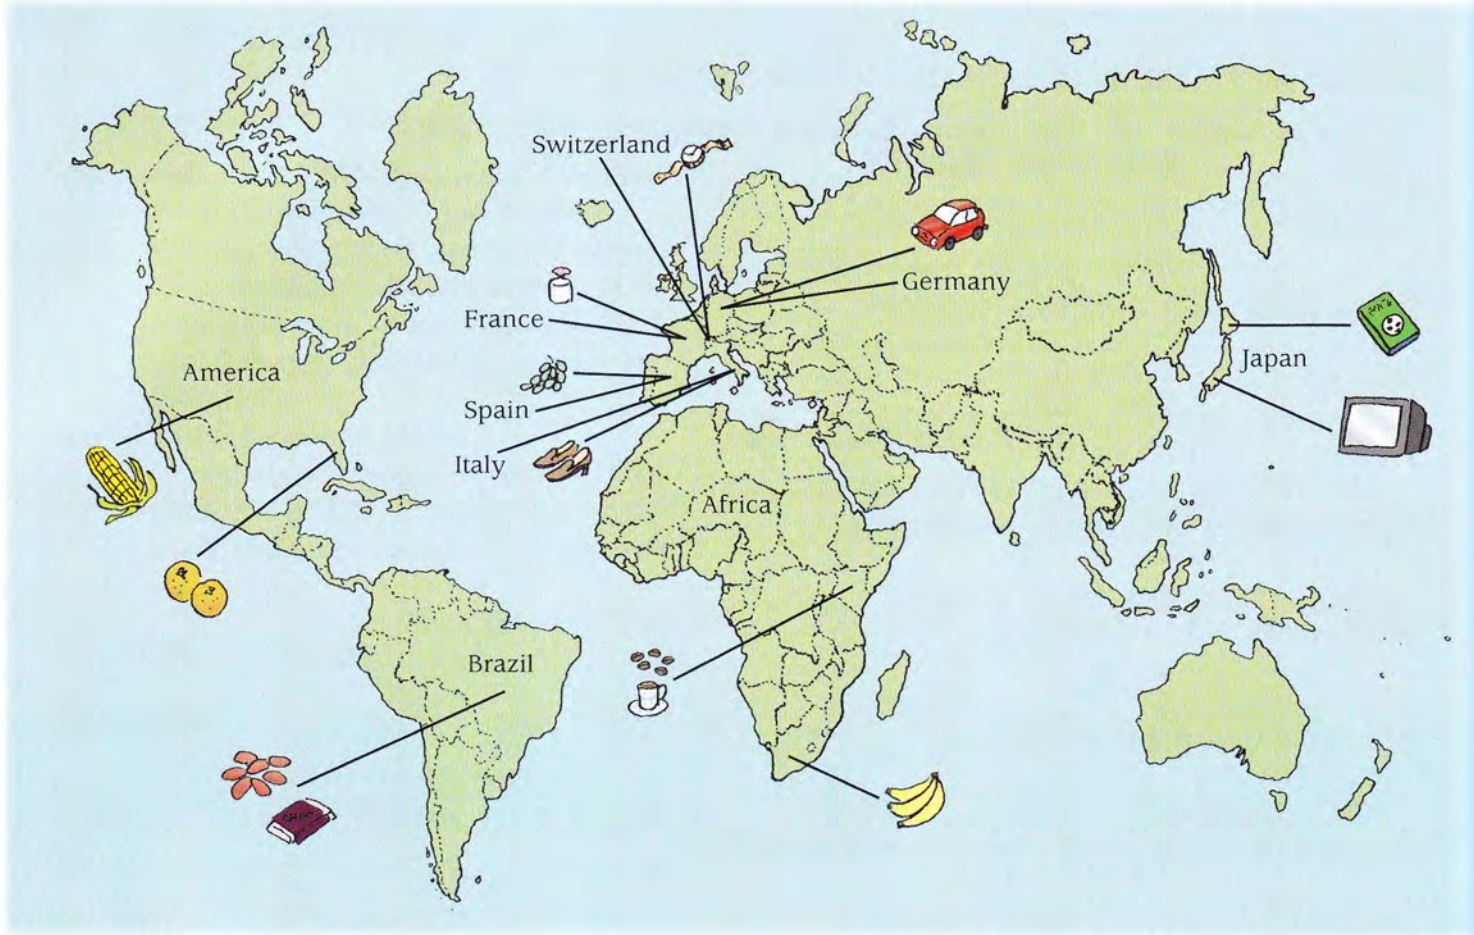 Switzerland
Germany
France
Japan
America
Spain
Italy
Africa
Brazil